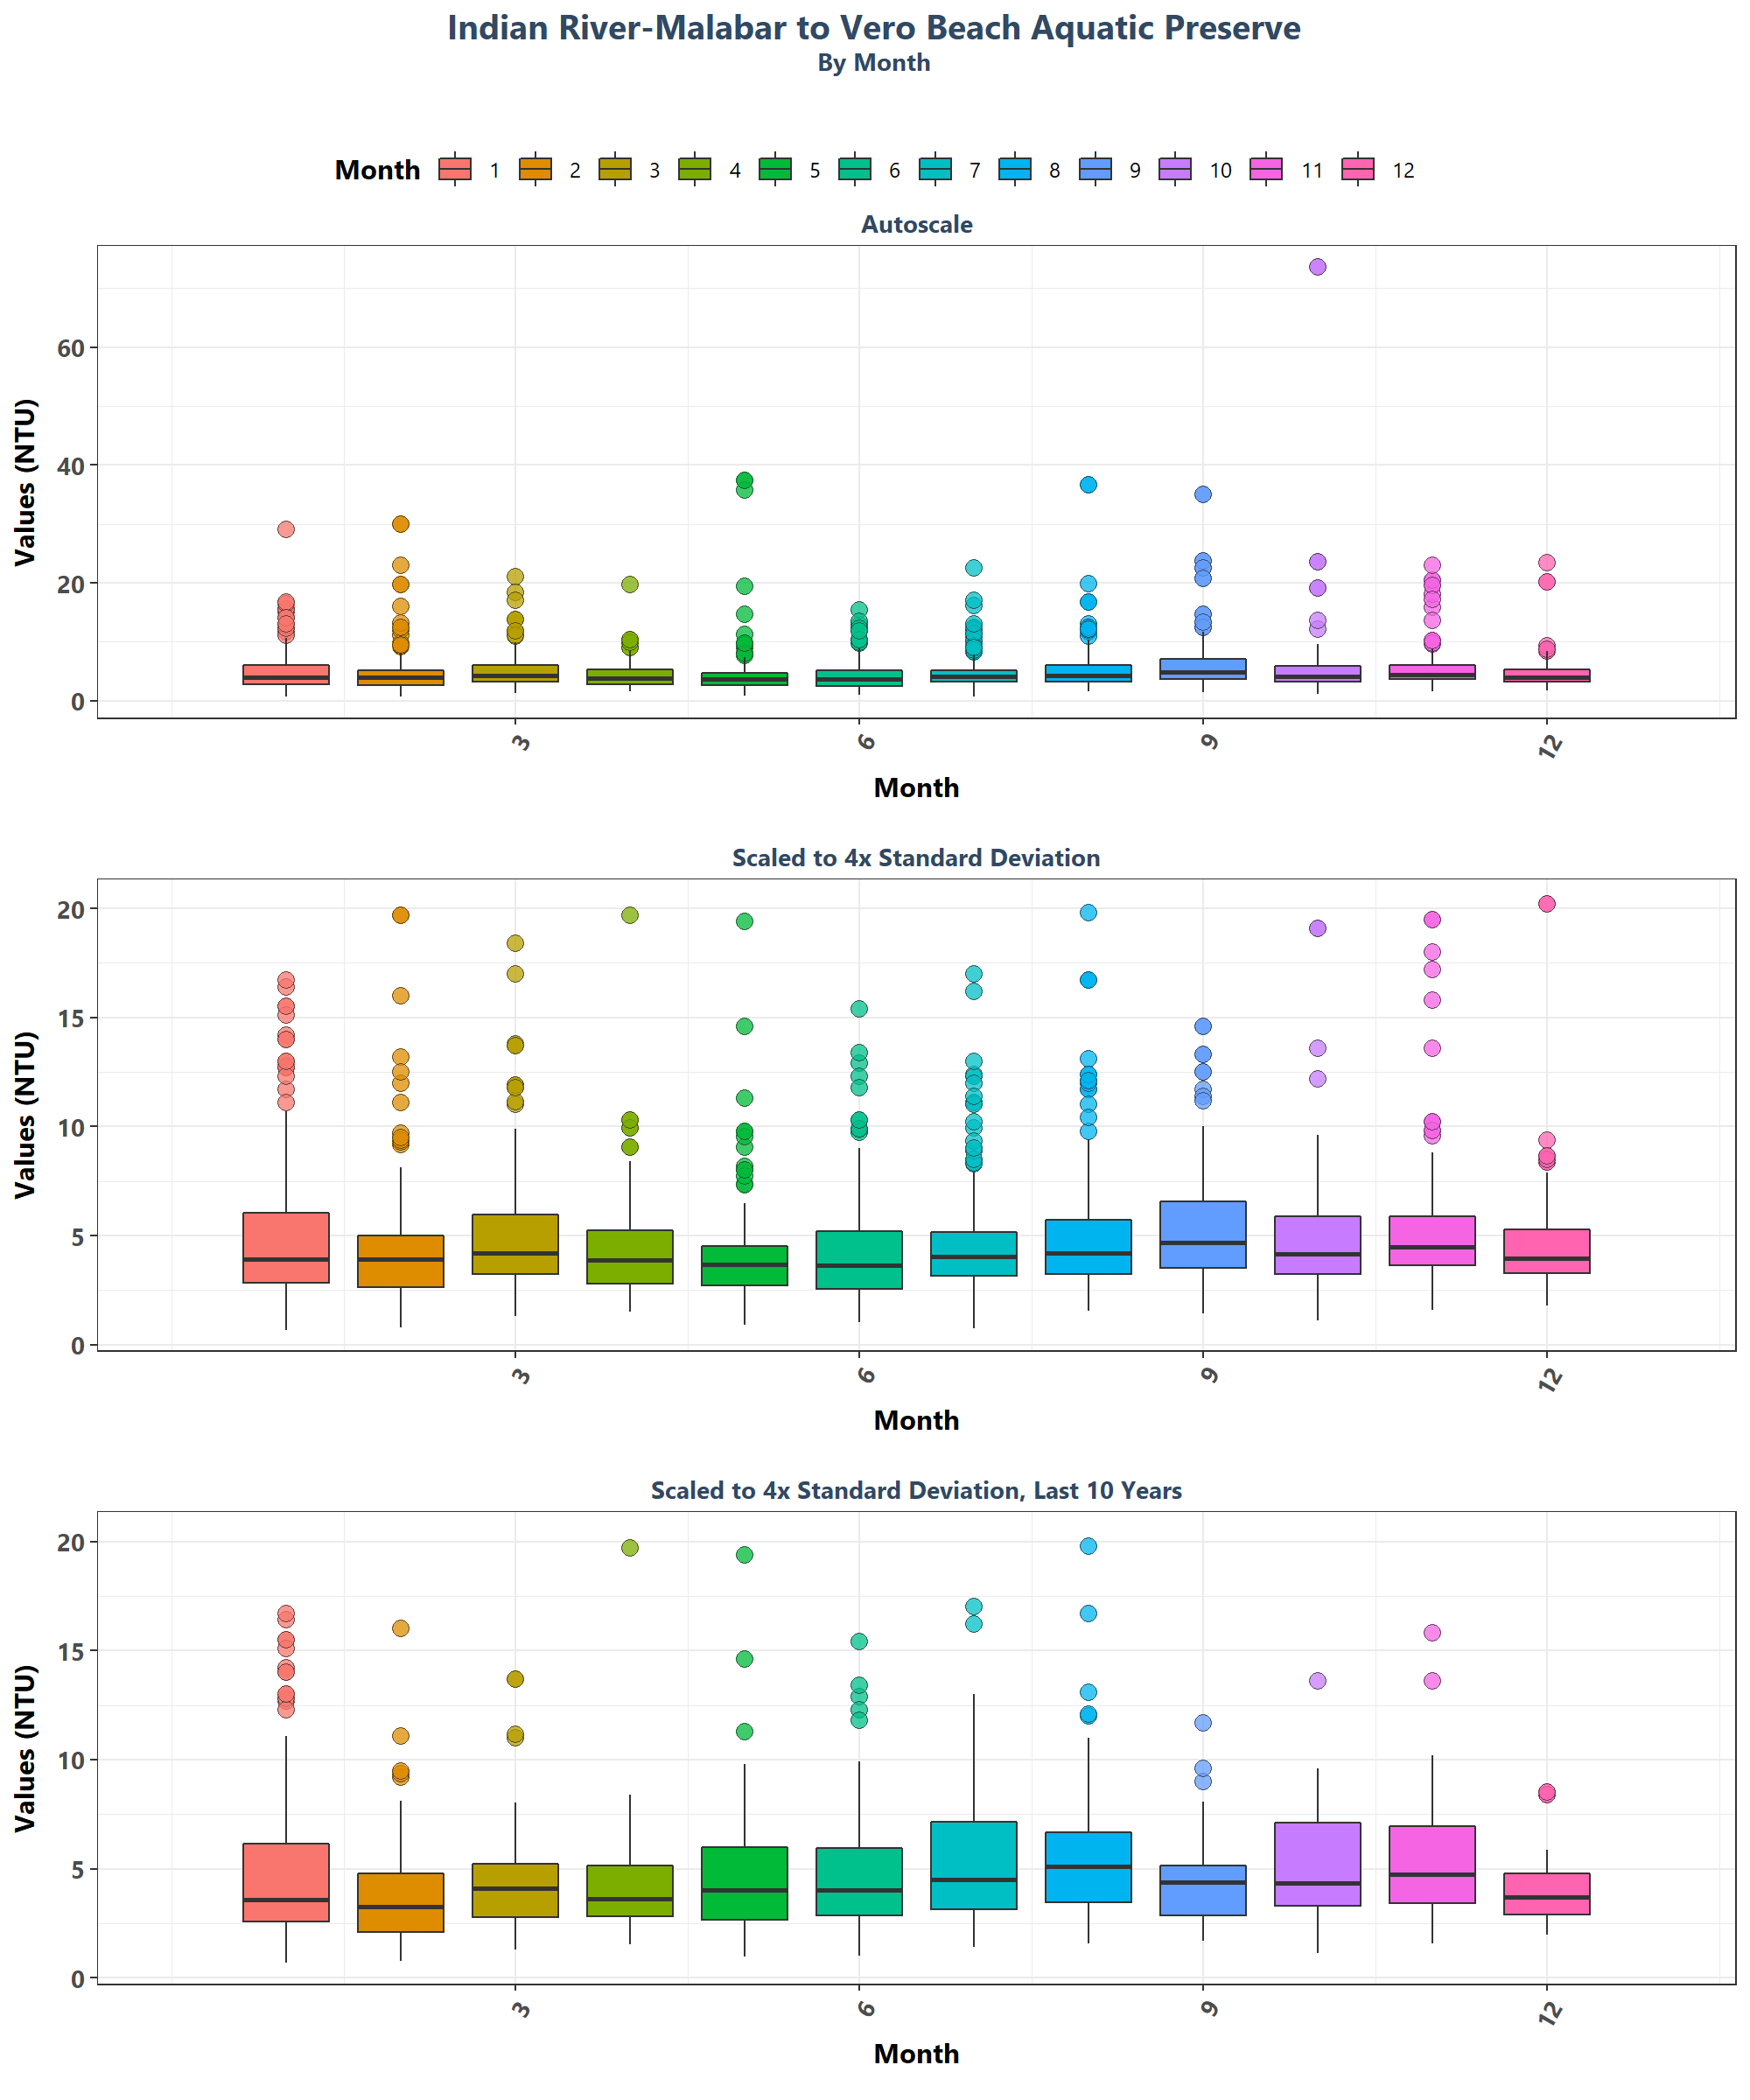 Indian River-Malabar to Vero Beach Aquatic Preserve
By Month
Month 1 2 3 4 5 6 7 8 9 10 11 12
Autoscale
Values (NTU)
60
40
20
0
3 6 9 12
Month
Scaled to 4x Standard Deviation
Values (NTU)
20
15
10
5
0
3 6 9 12
Month
Scaled to 4x Standard Deviation, Last 10 Years
Values (NTU)
20
15
10
5
0
3 6 9 12
Month